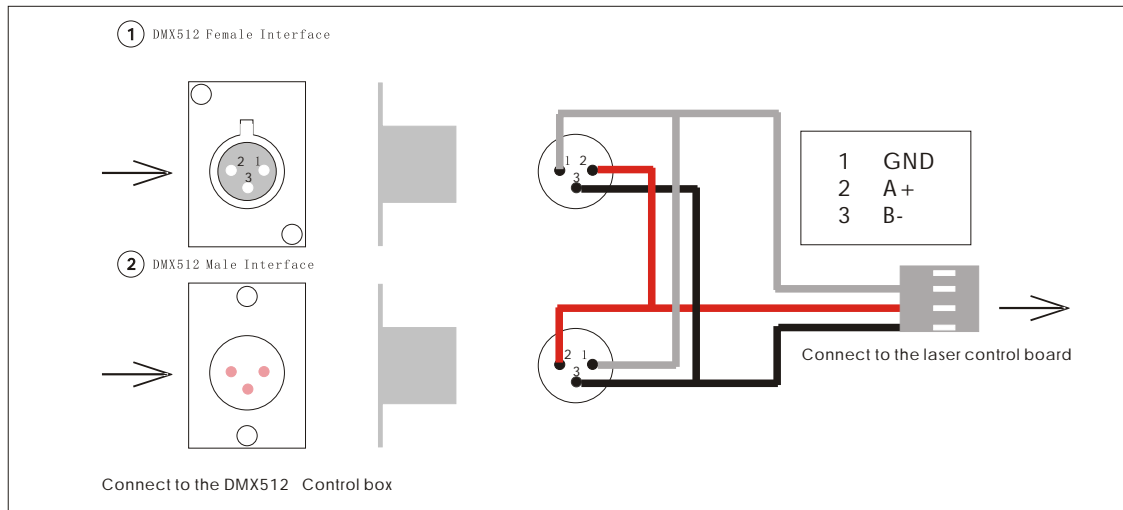 1 DMX512 Female Interface
2 1
3
1 2
3
1 GND
2 A+
3 B-
2 DMX512 Male Interface
2 1
3
Connect to the laser control board
Connect to the DMX512 Control box